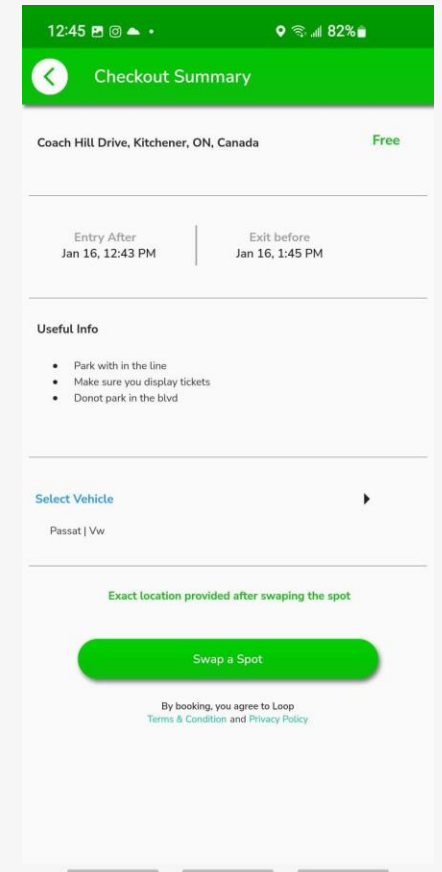 12:45 82%
Checkout Summary
Coach Hill Drive, Kitchener, ON, Canada Free
Entry After Exit before
Jan 16, 12:43 PM Jan 16, 1:45 PM
Useful Info
• Park with in the line
• Make sure you display tickets
• Donot park in the blvd
Select Vehicle
Passat | Vw
Exact location provided after swaping the spot
Swap a Spot
By booking, you agree to Loop
Terms & Condition and Privacy Policy